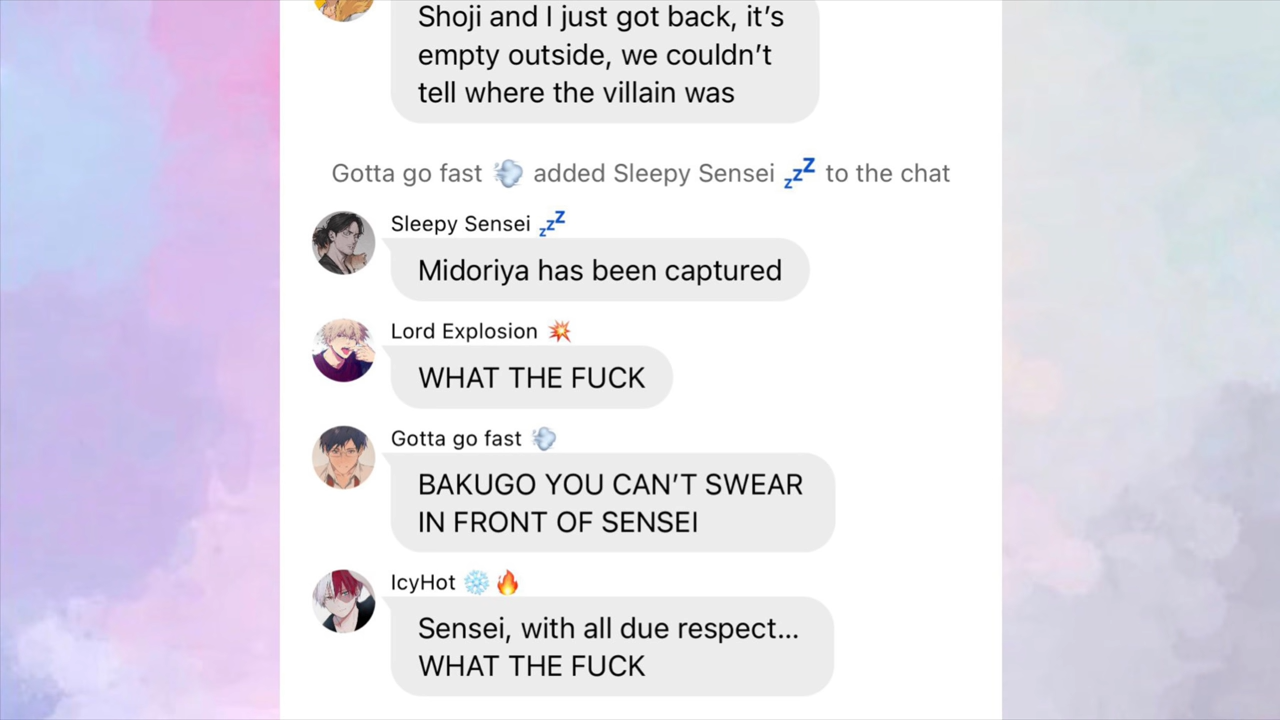 Shoji and I just got back, it’s
empty outside, we couldn’t
tell where the villain was
Gotta go fast 💨 added Sleepy Sensei 💤 to the chat
Sleepy Sensei 💤
Midoriya has been captured
Lord Explosion 💥
WHAT THE FUCK
Gotta go fast 💨
BAKUGO YOU CAN’T SWEAR
IN FRONT OF SENSEI
IcyHot ❄️🔥
Sensei, with all due respect...
WHAT THE FUCK